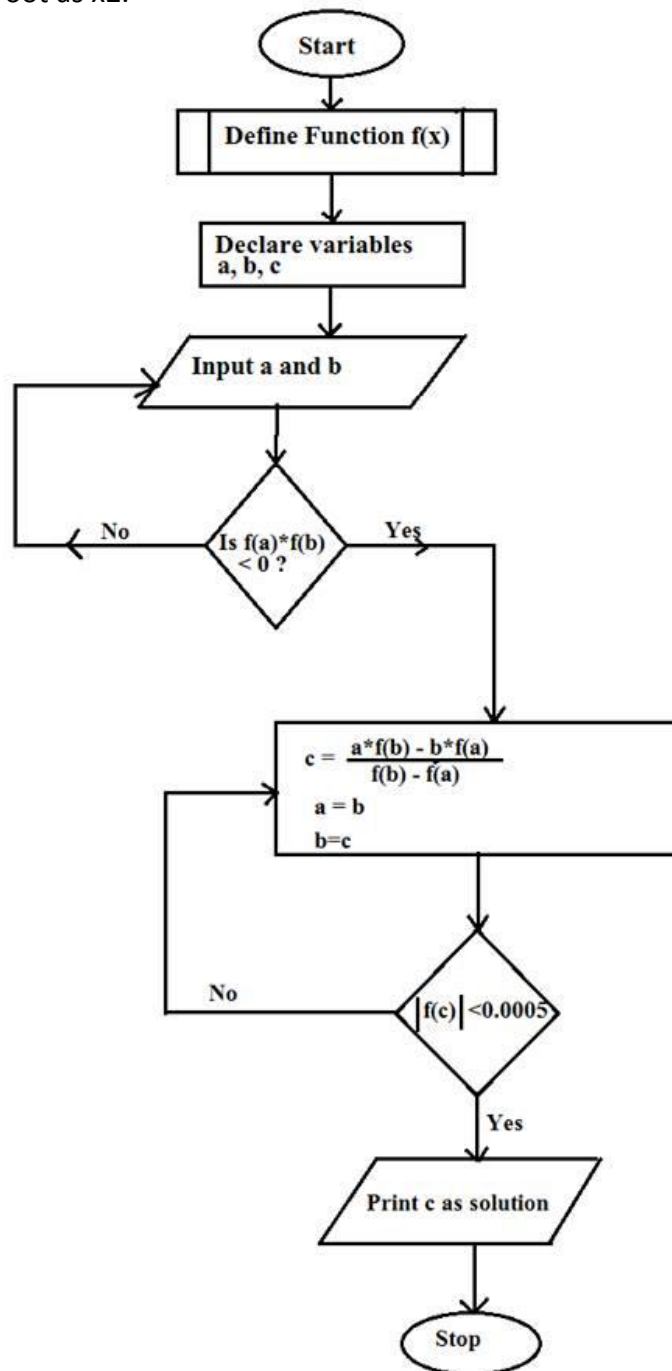 Start
Define Function f(x)
Declare variables
a, b, c
Input a and b
No
Is f(a)*f(b)
< 0 ?
Yes
c = a*f(b) - b*f(a)
f(b) - f(a)
a = b
b=c
No
|f(c)| <0.0005
Yes
Print c as solution
Stop